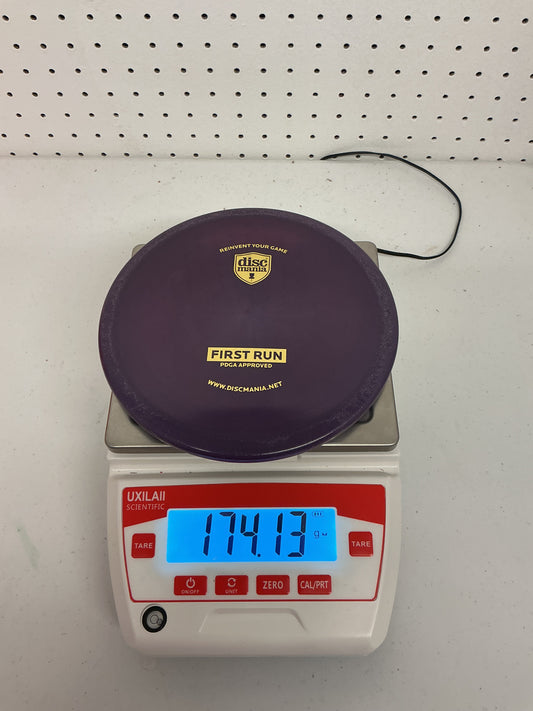 REINVENT YOUR GAME
disc
mania
FIRST RUN
PDGA APPROVED
WWW.DISCMANIA.NET
UXILAII
SCIENTIFIC
174.13
g
TARE
TARE
ON/OFF
UNIT
ZERO
CAL/PRT